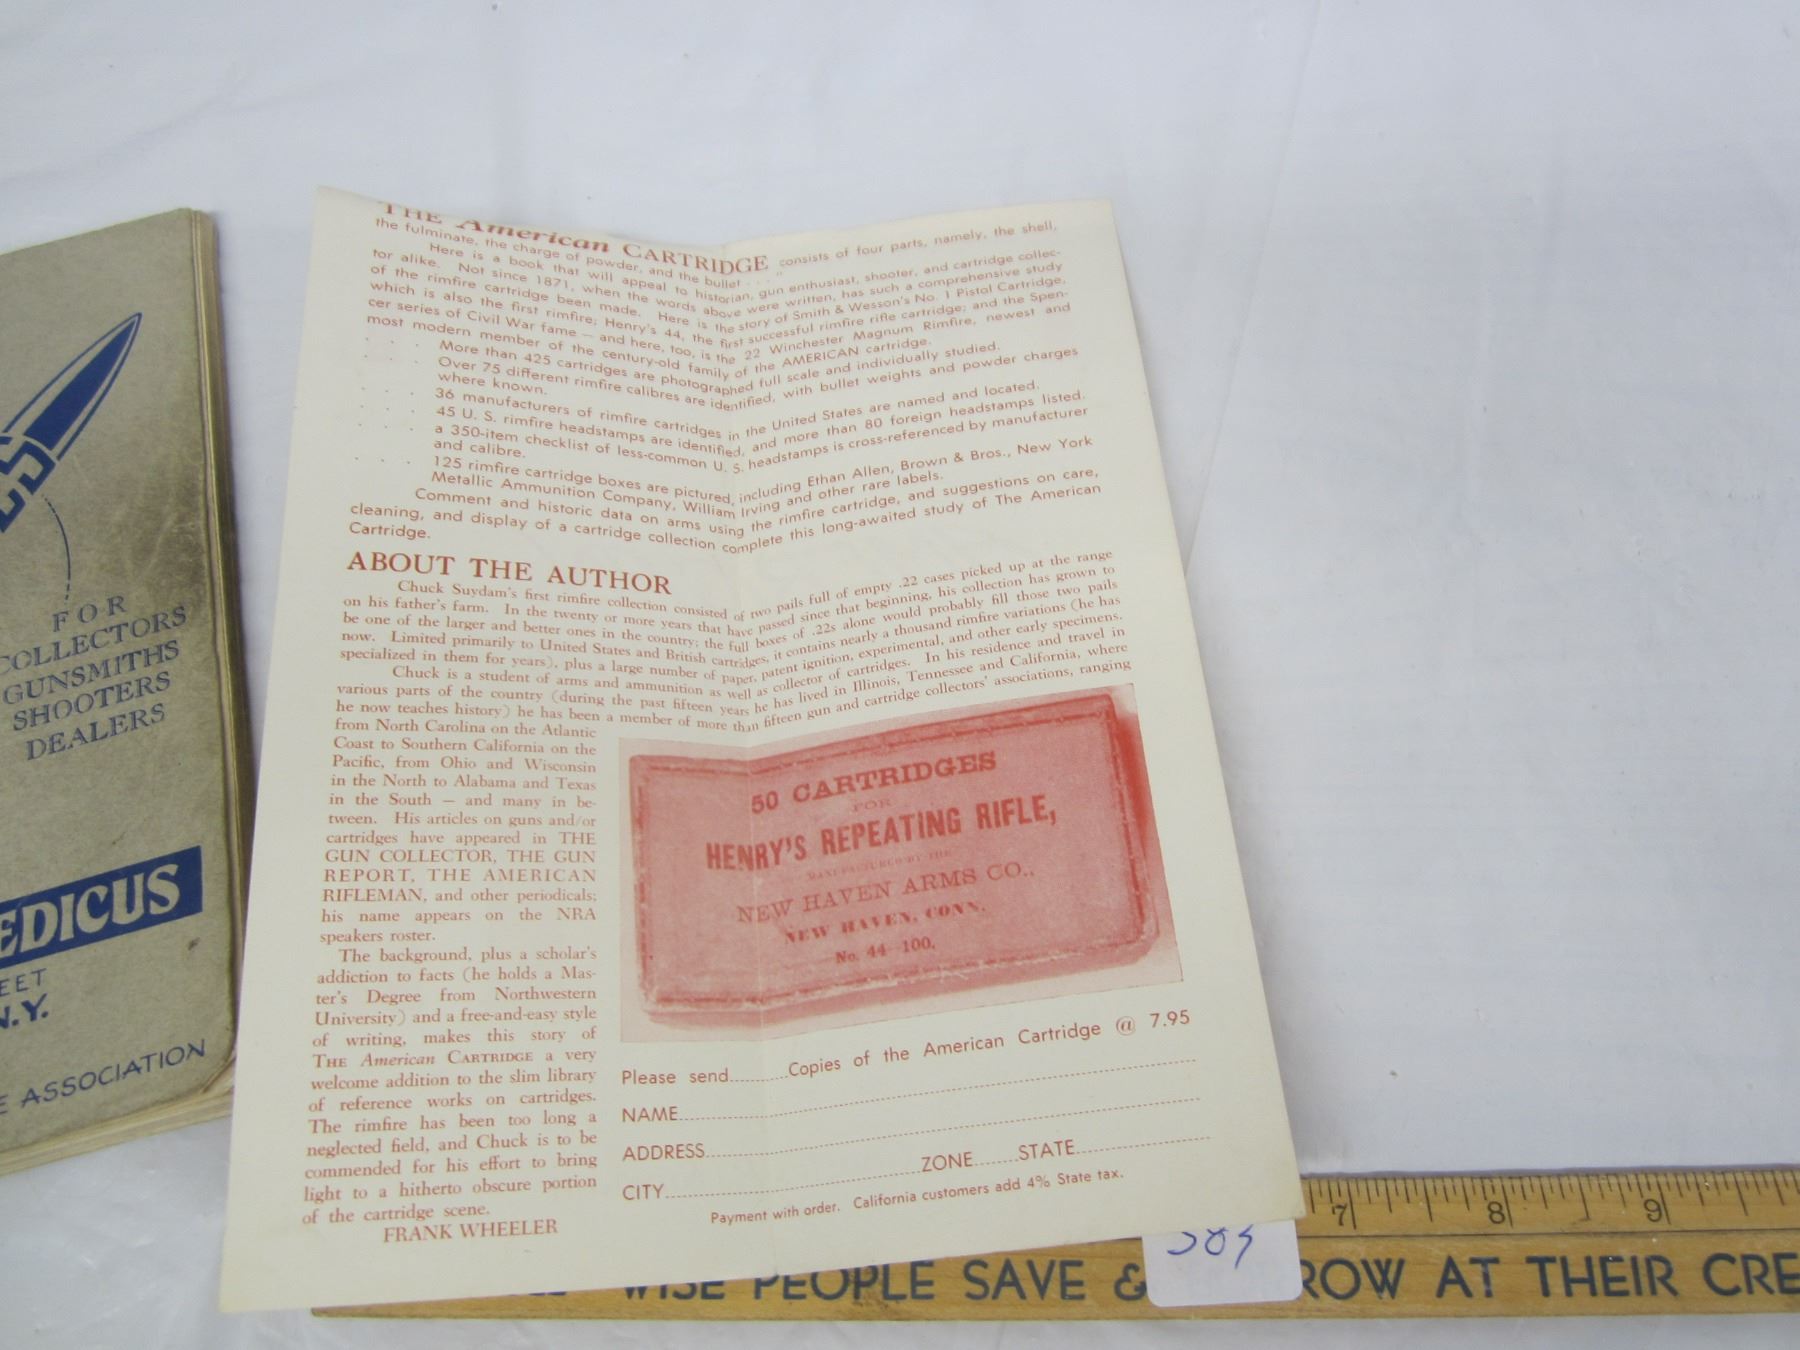 THE American CARTRIDGE consists of four parts, namely, the shell,
the fulminate, the charge of powder, and the bullet . . . "
Here is a book that will appeal to historian, gun enthusiast, shooter, and cartridge collec-
tor alike. Not since 1871, when the words above were written, has such a comprehensive study
of the rimfire cartridge been made. Here is the story of Smith & Wesson's No. 1 Pistol Cartridge,
which is also the first rimfire; Henry's 44, the first successful rimfire rifle cartridge; and the Spen-
cer series of Civil War fame — and here, too, is the 22 Winchester Magnum Rimfire, newest and
most modern member of the century-old family of the AMERICAN cartridge.
. . . More than 425 cartridges are photographed full scale and individually studied.
. . . Over 75 different rimfire calibres are identified, with bullet weights and powder charges
where known.
. . . 36 manufacturers of rimfire cartridges in the United States are named and located.
. . . 45 U. S. rimfire headstamps are identified, and more than 80 foreign headstamps listed.
. . . a 350-item checklist of less-common U. S. headstamps is cross-referenced by manufacturer
and calibre.
. . . 125 rimfire cartridge boxes are pictured, including Ethan Allen, Brown & Bros., New York
Metallic Ammunition Company, William Irving and other rare labels.
Comment and historic data on arms using the rimfire cartridge, and suggestions on care,
cleaning, and display of a cartridge collection complete this long-awaited study of The American
Cartridge.
ABOUT THE AUTHOR
Chuck Suydam's first rimfire collection consisted of two pails full of empty .22 cases picked up at the range
on his father's farm. In the twenty or more years that have passed since that beginning, his collection has grown to
be one of the larger and better ones in the country; the full boxes of .22s alone would probably fill those two pails
now. Limited primarily to United States and British cartridges, it contains nearly a thousand rimfire variations (he has
specialized in them for years), plus a large number of paper, patent ignition, experimental, and other early specimens.
Chuck is a student of arms and ammunition as well as collector of cartridges. In his residence and travel in
various parts of the country (during the past fifteen years he has lived in Illinois, Tennessee and California, where
he now teaches history) he has been a member of more than fifteen gun and cartridge collectors' associations, ranging
from North Carolina on the Atlantic
Coast to Southern California on the
Pacific, from Ohio and Wisconsin
in the North to Alabama and Texas
in the South — and many in be-
tween. His articles on guns and/or
cartridges have appeared in THE
GUN COLLECTOR, THE GUN
REPORT, THE AMERICAN
RIFLEMAN, and other periodicals;
his name appears on the NRA
speakers roster.
The background, plus a scholar's
addiction to facts (he holds a Mas-
ter's Degree from Northwestern
University) and a free-and-easy style
of writing, makes this story of
THE American CARTRIDGE a very
welcome addition to the slim library
of reference works on cartridges.
The rimfire has been too long a
neglected field, and Chuck is to be
commended for his effort to bring
light to a hitherto obscure portion
of the cartridge scene.
FRANK WHEELER
50 CARTRIDGES
FOR
HENRY'S REPEATING RIFLE,
MANUFACTURED BY THE
NEW HAVEN ARMS CO.,
NEW HAVEN, CONN.
No. 44-100.
Please send..........Copies of the American Cartridge @ 7.95
NAME
ADDRESS
CITY ZONE STATE
Payment with order. California customers add 4% State tax.
ES
FOR
COLLECTORS
GUNSMITHS
SHOOTERS
DEALERS
EDICUS
EET
N.Y.
E ASSOCIATION
7 8 9
WISE PEOPLE SAVE & ROW AT THEIR CRE